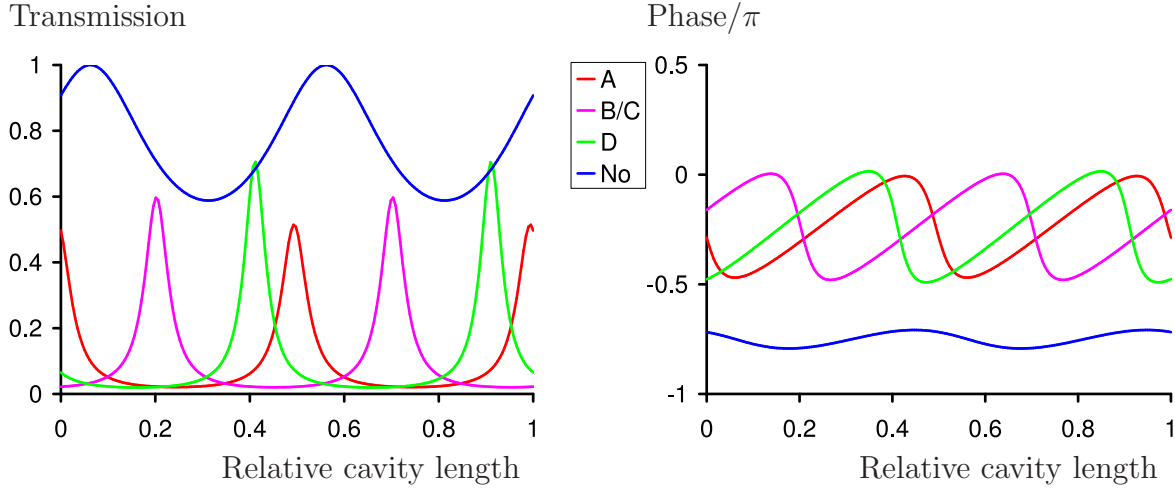 Transmission
1
0.8
0.6
0.4
0.2
0
0 0.2 0.4 0.6 0.8 1
Relative cavity length
A
B/C
D
No
Phase/π
0.5
0
-0.5
-1
0 0.2 0.4 0.6 0.8 1
Relative cavity length